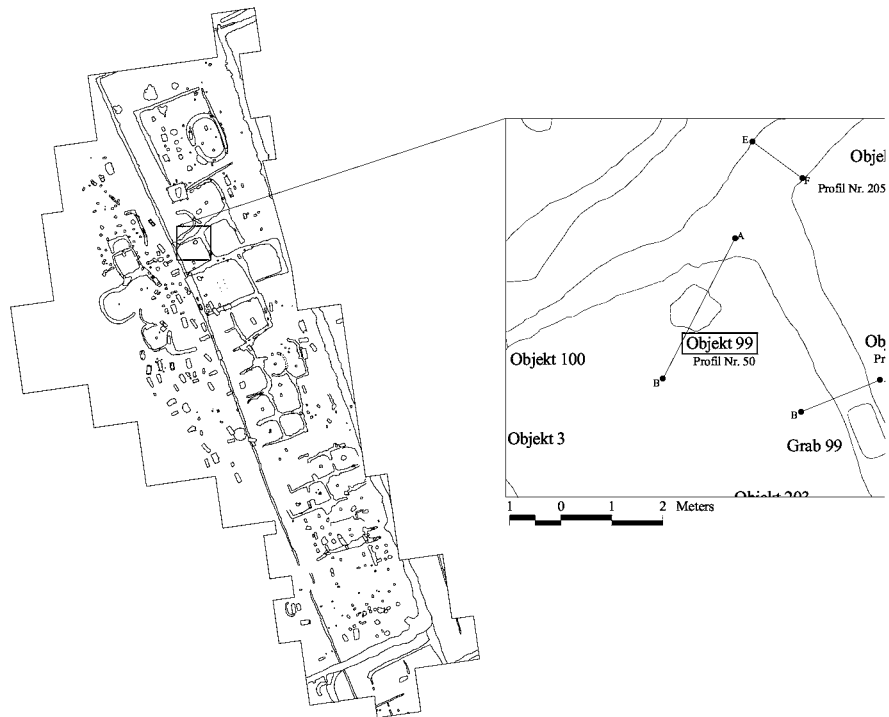 E
Objel
F
Profil Nr. 205
A
Objekt 99
Profil Nr. 50
Objekt 100
B
B
Objekt 3
Grab 99
1 0 1 2 Meters